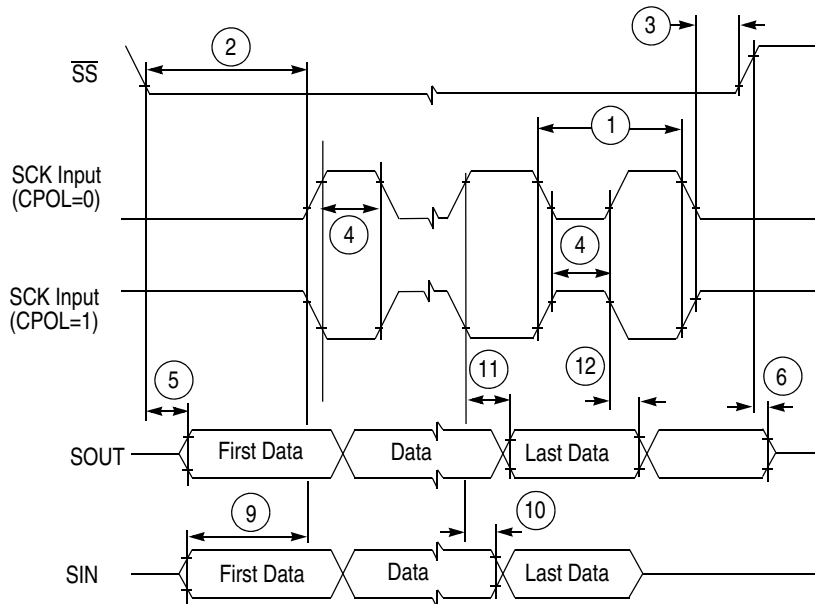 3
2
SS
1
SCK Input
(CPOL=0)
4
4
SCK Input
(CPOL=1)
5
11
12
6
SOUT
First Data
Data
Last Data
9
10
SIN
First Data
Data
Last Data